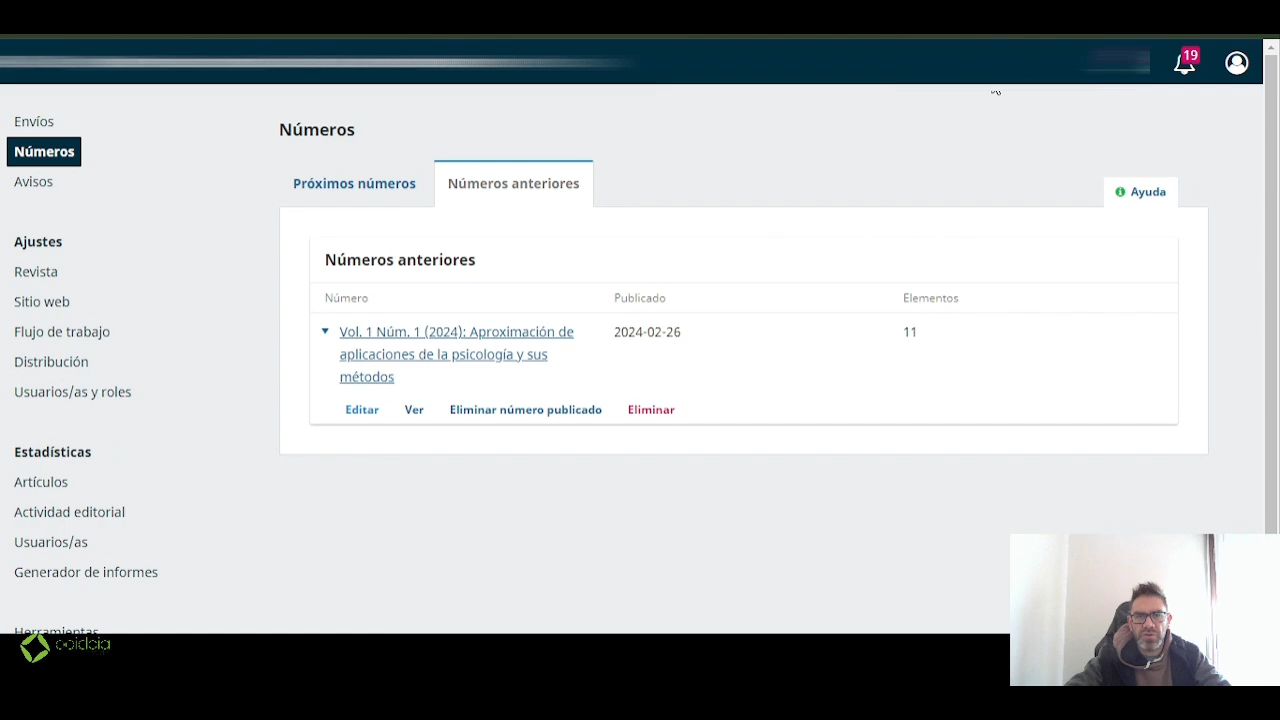 19
Envíos
Números
Avisos
Ajustes
Revista
Sitio web
Flujo de trabajo
Distribución
Usuarios/as y roles
Estadísticas
Artículos
Actividad editorial
Usuarios/as
Generador de informes
Herramientas
Números
Próximos números
Números anteriores
Ayuda
Números anteriores
Número Publicado Elementos
Vol. 1 Núm. 1 (2024): Aproximación de 2024-02-26 11
aplicaciones de la psicología y sus
métodos
Editar Ver Eliminar número publicado Eliminar